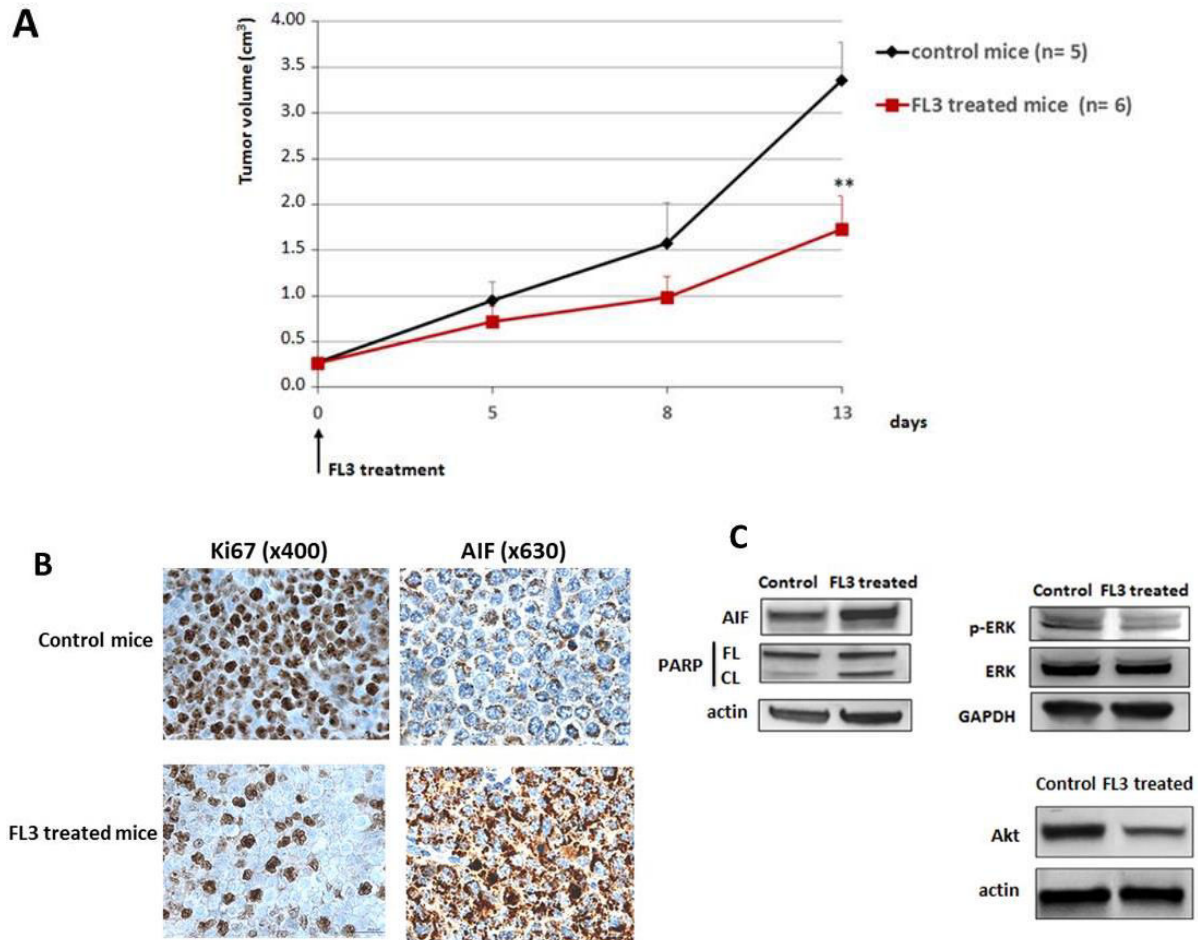 A
Tumor volume (cm³)
4.00
3.5
3.0
2.5
2.0
1.5
1.0
0.5
0.0
0 5 8 13
days
FL3 treatment
control mice (n= 5)
FL3 treated mice (n= 6)
**
B
Ki67 (x400) AIF (x630)
Control mice
FL3 treated mice
C
Control FL3 treated
AIF
PARP FL
CL
actin
Control FL3 treated
p-ERK
ERK
GAPDH
Control FL3 treated
Akt
actin